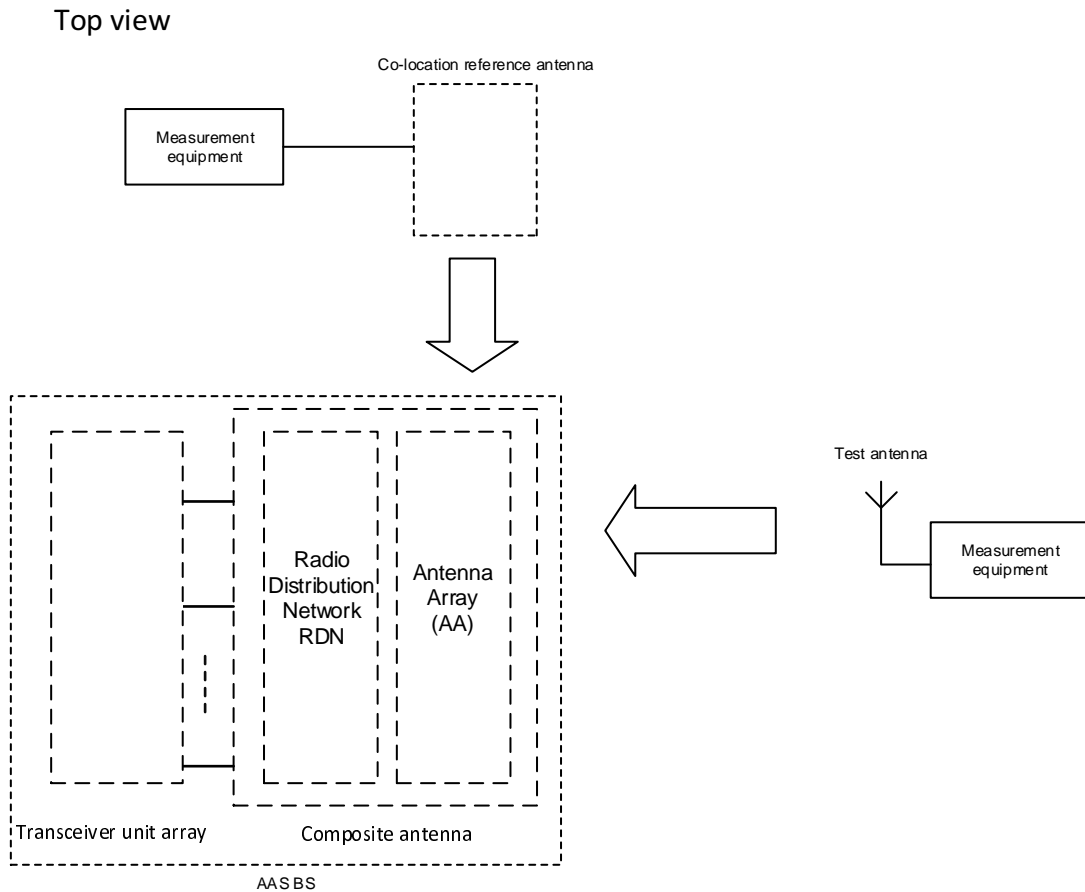 Top view
Co-location reference antenna
Measurement
equipment
Test antenna
Measurement
equipment
Radio
Distribution
Network
RDN
Antenna
Array
(AA)
Transceiver unit array
Composite antenna
AAS BS